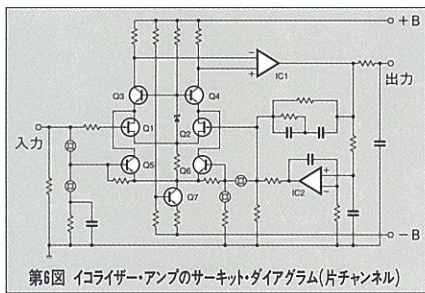 +B
−
+
IC1
出力
Q3
Q4
Q1
Q2
入力
Q5
Q6
Q7
+
−
IC2
−B
第6図 イコライザー・アンプのサーキット・ダイアグラム(片チャンネル)